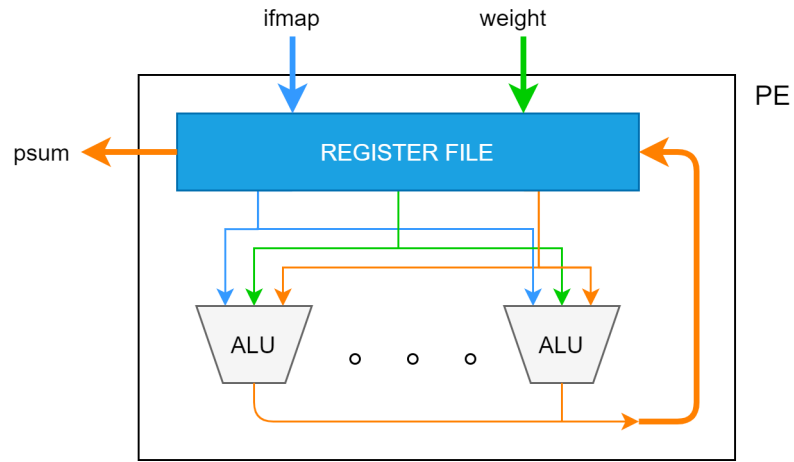 ifmap
weight
PE
psum
REGISTER FILE
ALU
ALU